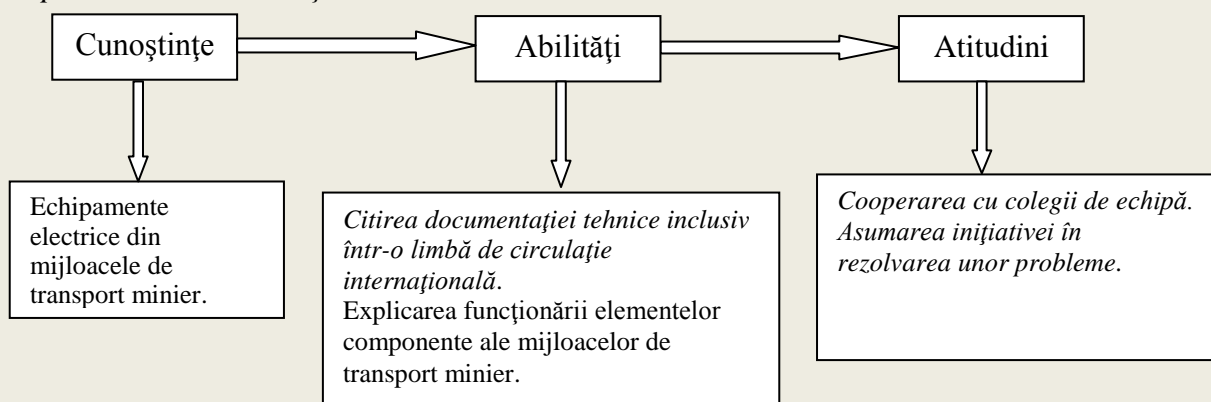 Cunoştinţe
Abilităţi
Atitudini
Echipamente
electrice din
mijloacele de
transport minier.
Citirea documentaţiei tehnice inclusiv
într-o limbă de circulaţie
internaţională.
Explicarea funcţionării elementelor
componente ale mijloacelor de
transport minier.
Cooperarea cu colegii de echipă.
Asumarea iniţiativei în
rezolvarea unor probleme.